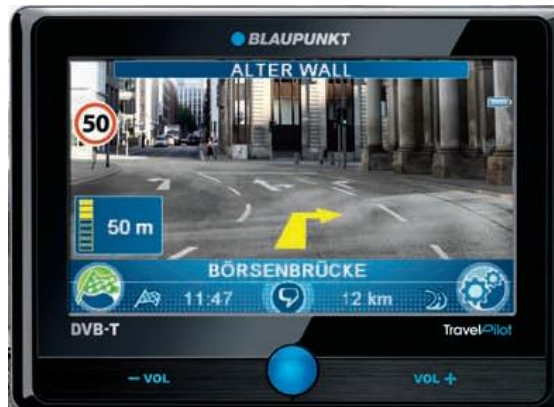 BLAUPUNKT
ALTER WALL
50
50 m
BÖRSENBRÜCKE
11:47
12 km
DVB-T
TravelPilot
– VOL
VOL +